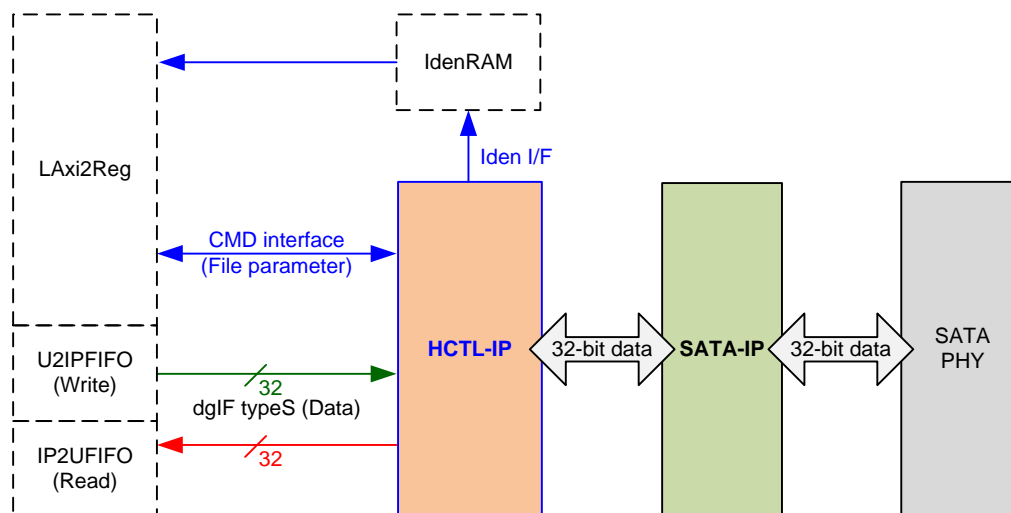 IdenRAM
LAxi2Reg
Iden I/F
CMD interface
(File parameter)
U2IPFIFO
(Write)
32
dgIF typeS (Data)
IP2UFIFO
(Read)
32
HCTL-IP
32-bit data
SATA-IP
32-bit data
SATA
PHY